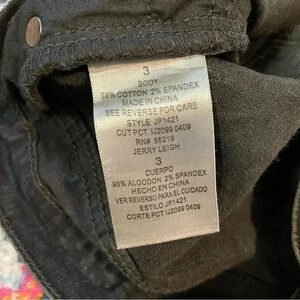 3
BODY
98% COTTON 2% SPANDEX
MADE IN CHINA
SEE REVERSE FOR CARE
STYLE JP1421
CUT PCT IJ2099 0409
RN# 55219
JERRY LEIGH
3
CUERPO
98% ALGODON 2% SPANDEX
HECHO EN CHINA
VER REVERSO PARA EL CUIDADO
ESTILO JP1421
CORTE PCT IJ2099 0409